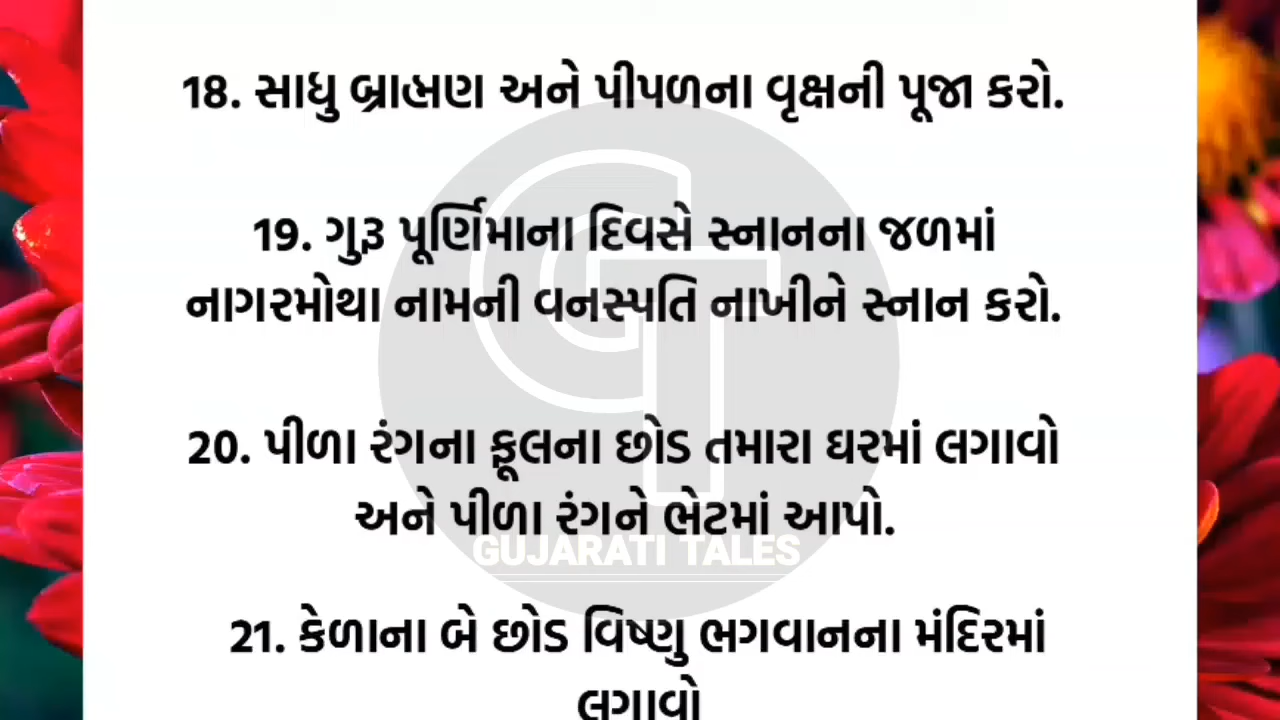 18. સાધુ બ્રાહ્મણ અને પીપળના વૃક્ષની પૂજા કરો.
19. ગુરૂ પૂર્ણિમાના દિવસે સ્નાનના જળમાં
નાગરમોથા નામની વનસ્પતિ નાખીને સ્નાન કરો.
20. પીળા રંગના ફૂલના છોડ તમારા ઘરમાં લગાવો
અને પીળા રંગને ભેટમાં આપો.
GUJARATI TALES
21. કેળાના બે છોડ વિષ્ણુ ભગવાનના મંદિરમાં
લગાવો